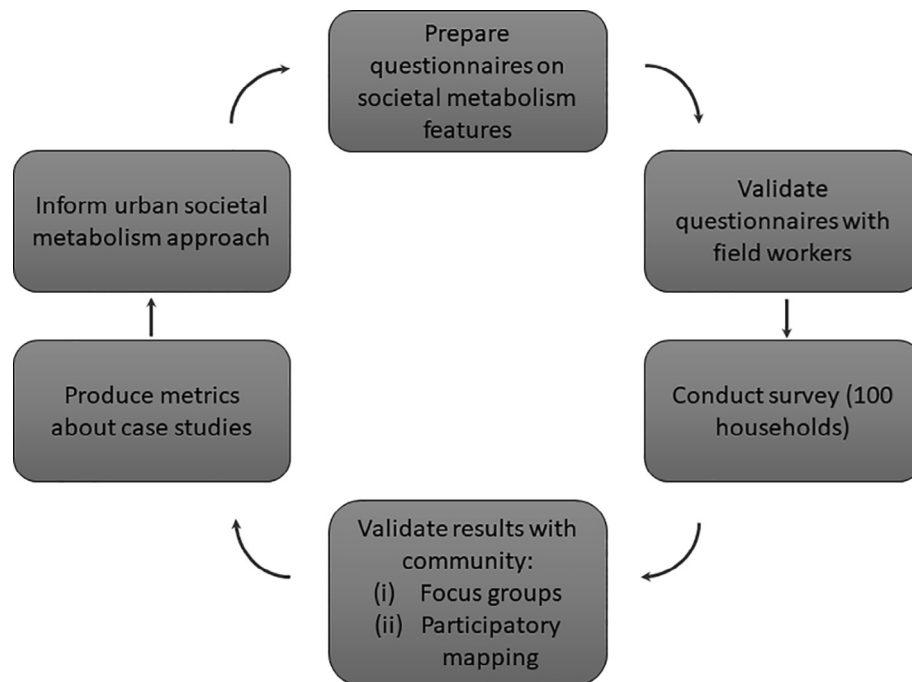 Prepare
questionnaires on
societal metabolism
features
Validate
questionnaires with
field workers
Conduct survey (100
households)
Validate results with
community:
(i) Focus groups
(ii) Participatory
mapping
Produce metrics
about case studies
Inform urban societal
metabolism approach